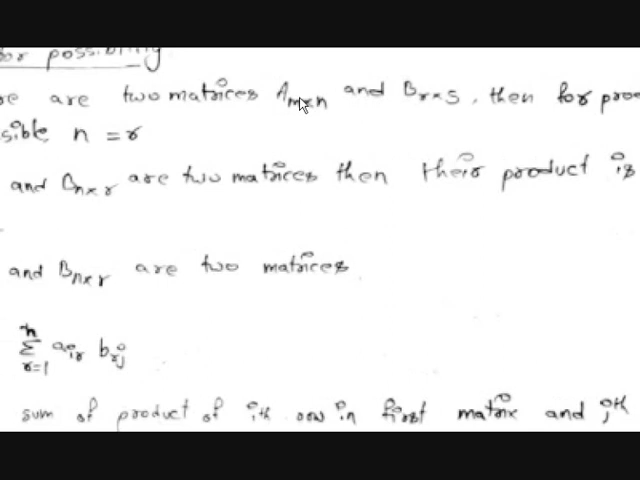 for possibility
re are two matrices Am×n and Br×s, then for prod
sible n = r
and Bn×r are two matrices then their product is
and Bn×r are two matrices
n
Σ air brj
r=1
sum of product of ith row in first matrix and jth